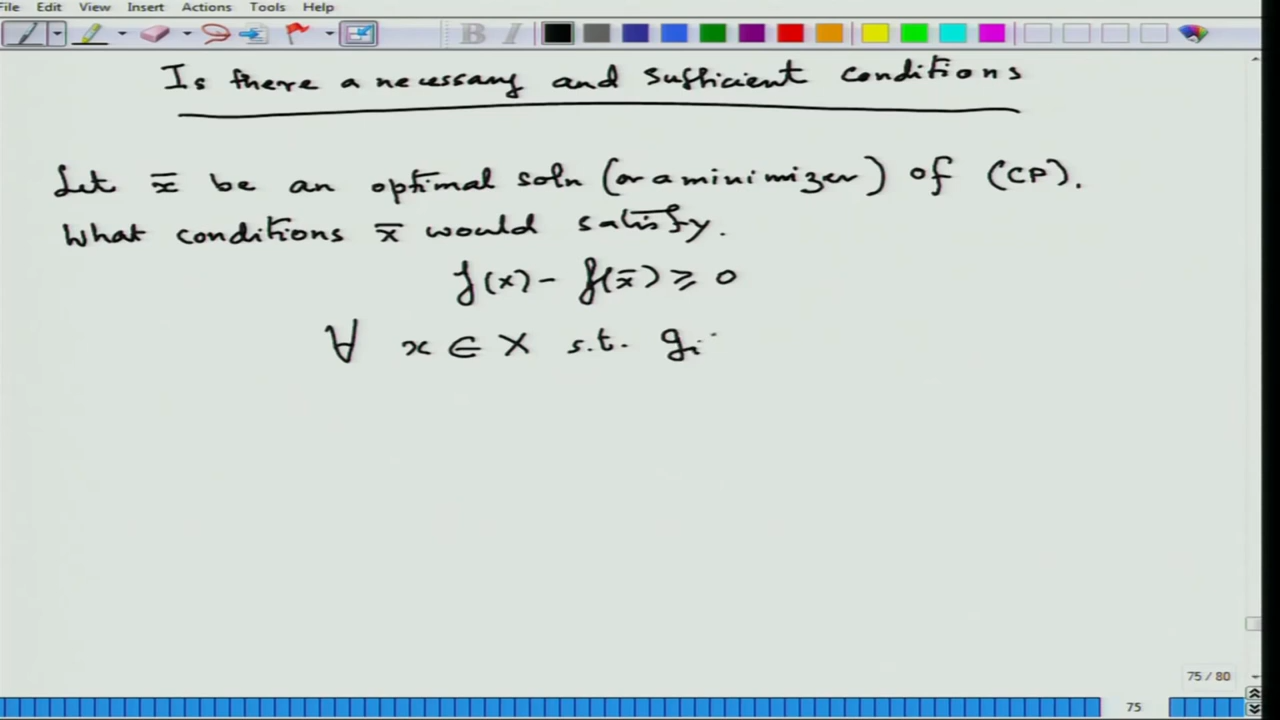 File Edit View Insert Actions Tools Help
B I
Is there a necessary and sufficient conditions
Let x̄ be an optimal soln (or a minimizer) of (CP).
What conditions x̄ would satisfy.
f(x) - f(x̄) ≥ 0
∀ x ∈ X s.t. gi
75 / 80
75